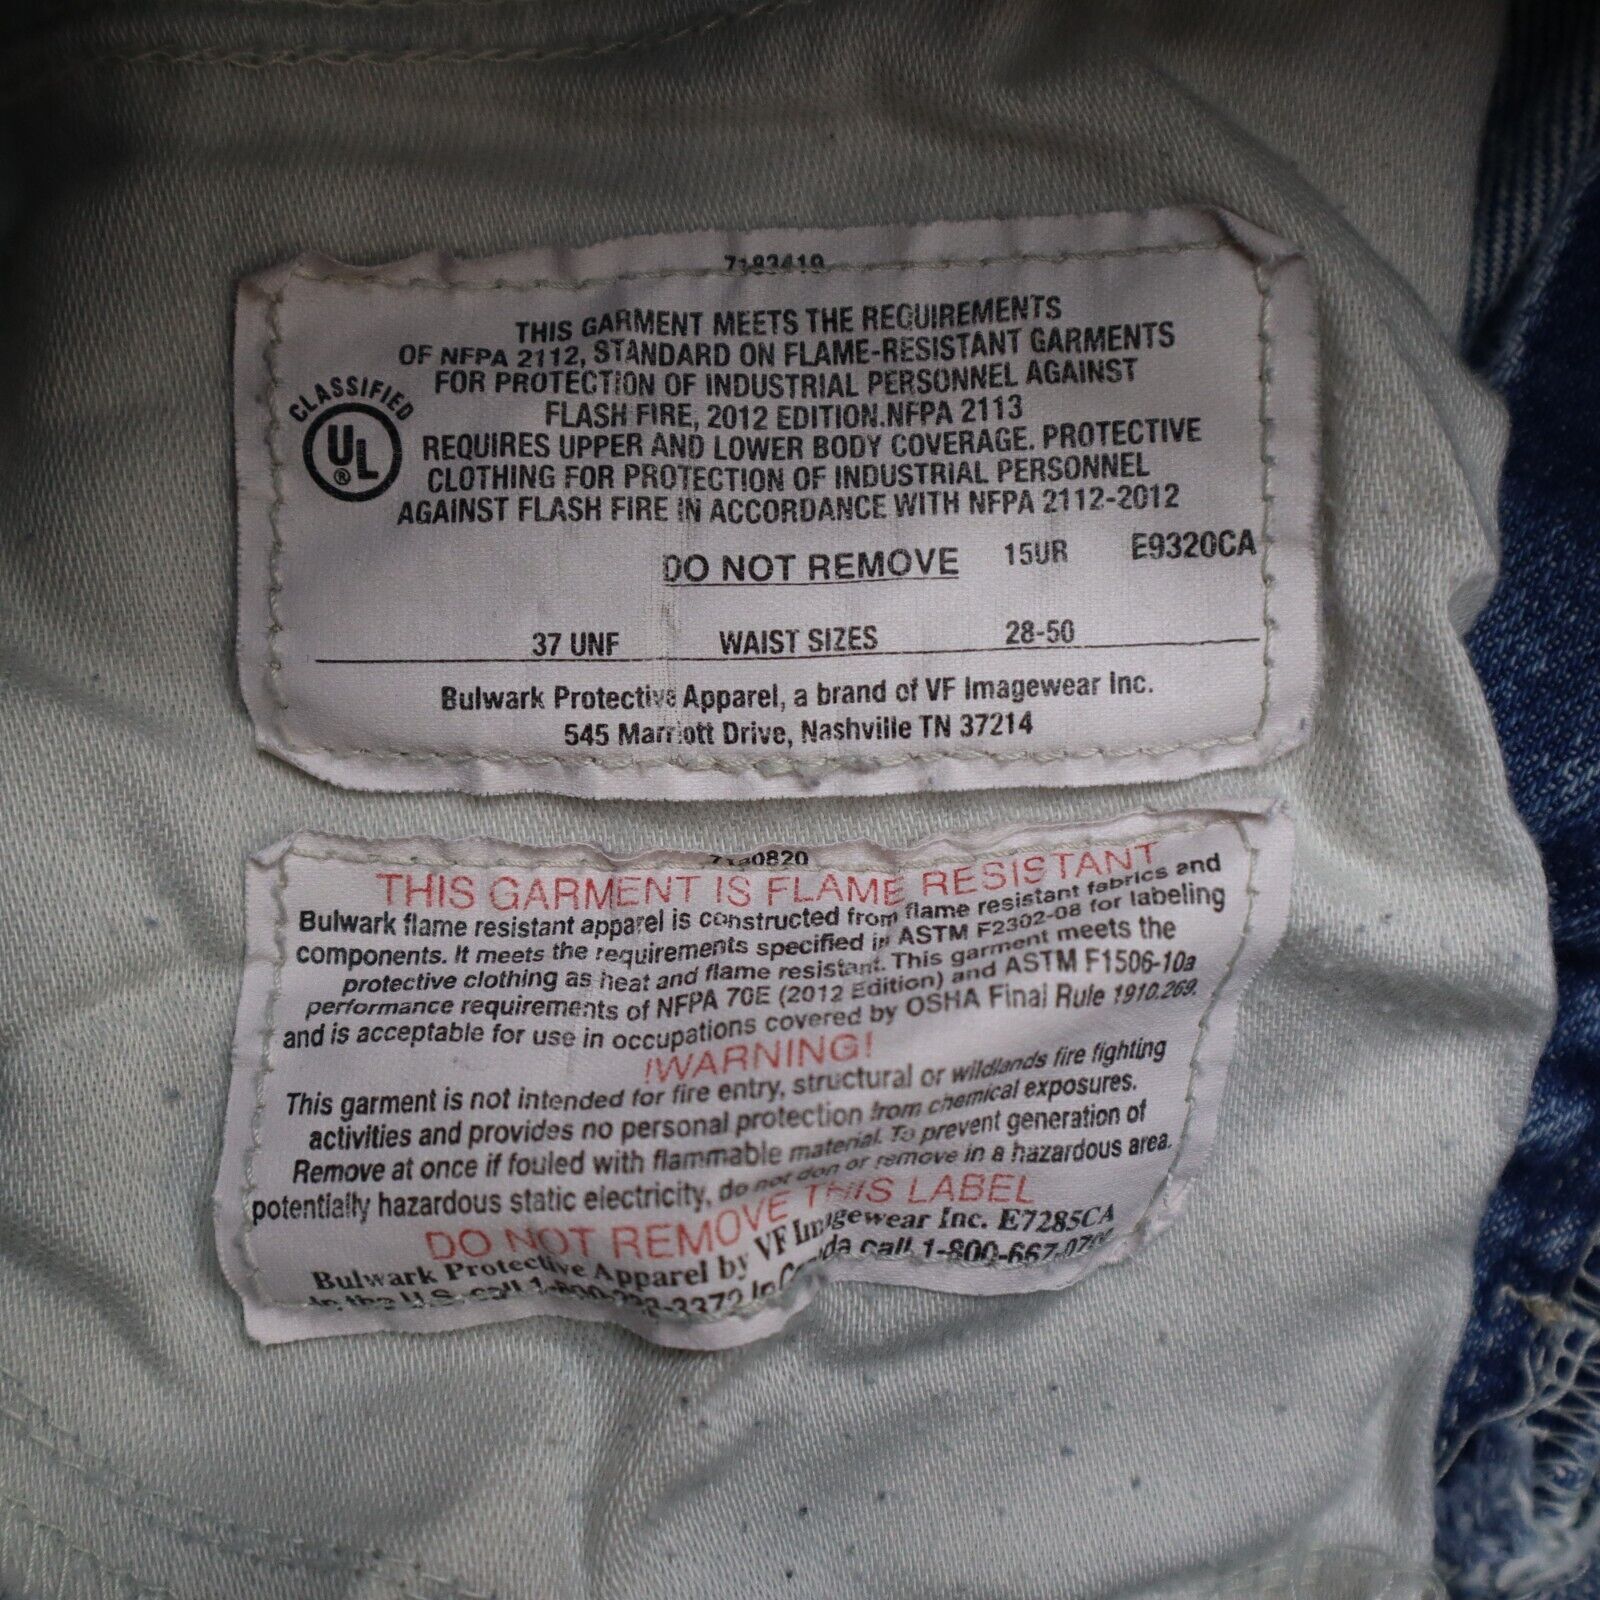 7183419
THIS GARMENT MEETS THE REQUIREMENTS
OF NFPA 2112, STANDARD ON FLAME-RESISTANT GARMENTS
FOR PROTECTION OF INDUSTRIAL PERSONNEL AGAINST
FLASH FIRE, 2012 EDITION.NFPA 2113
REQUIRES UPPER AND LOWER BODY COVERAGE. PROTECTIVE
CLOTHING FOR PROTECTION OF INDUSTRIAL PERSONNEL
AGAINST FLASH FIRE IN ACCORDANCE WITH NFPA 2112-2012
CLASSIFIED
UL®
DO NOT REMOVE 15UR E9320CA
37 UNF WAIST SIZES 28-50
Bulwark Protective Apparel, a brand of VF Imagewear Inc.
545 Marriott Drive, Nashville TN 37214
THIS GARMENT IS FLAME RESISTANT
Bulwark flame resistant apparel is constructed from flame resistant fabrics and
components. It meets the requirements specified in ASTM F2302-08 for labeling
protective clothing as heat and flame resistant. This garment meets the
performance requirements of NFPA 70E (2012 Edition) and ASTM F1506-10a
and is acceptable for use in occupations covered by OSHA Final Rule 1910.269.
!WARNING!
This garment is not intended for fire entry, structural or wildlands fire fighting
activities and provides no personal protection from chemical exposures.
Remove at once if fouled with flammable material. To prevent generation of
potentially hazardous static electricity, do not don or remove in a hazardous area.
DO NOT REMOVE THIS LABEL
Bulwark Protective Apparel by VF Imagewear Inc. E7285CA
In the U.S. call In Canada call